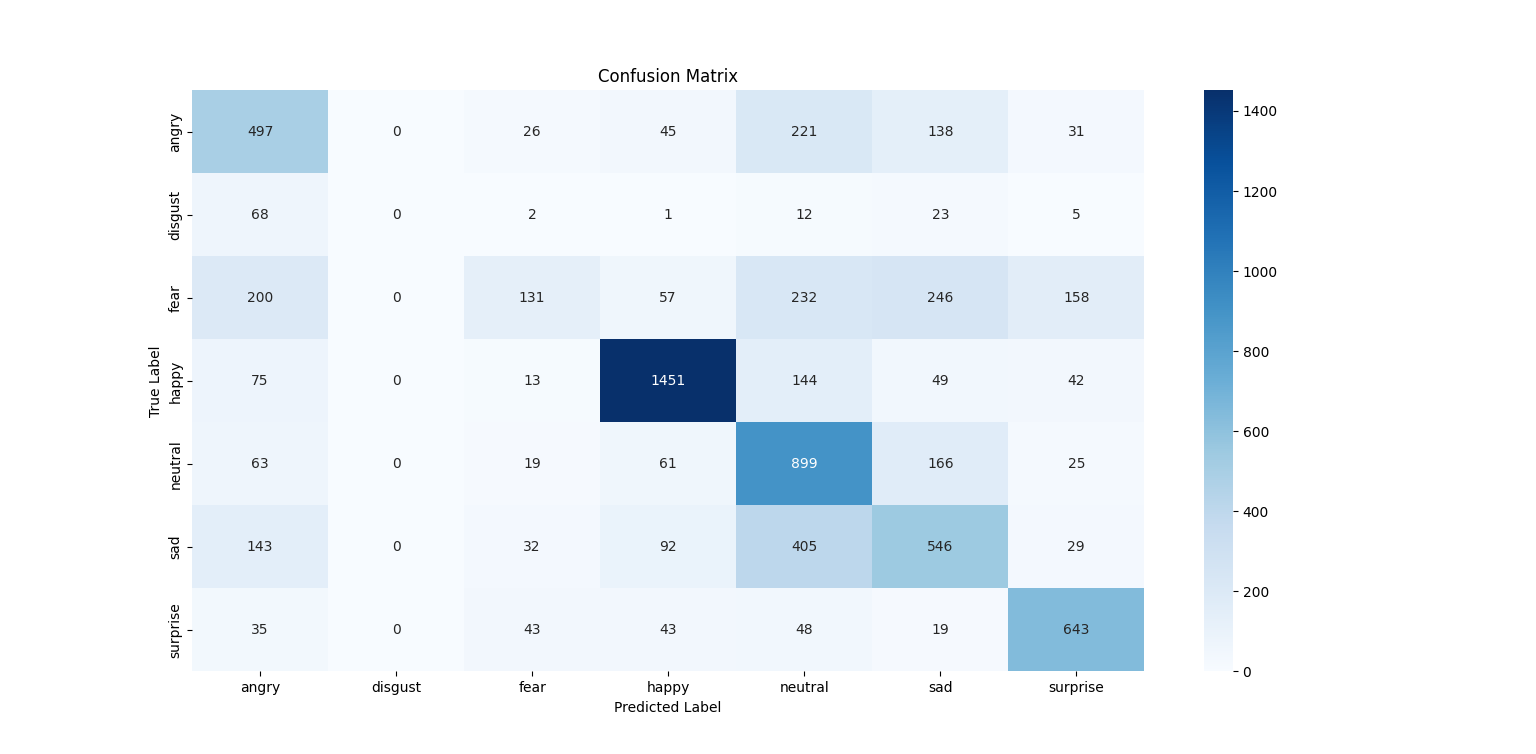 Confusion Matrix
angry 497 0 26 45 221 138 31
disgust 68 0 2 1 12 23 5
fear 200 0 131 57 232 246 158
happy 75 0 13 1451 144 49 42
neutral 63 0 19 61 899 166 25
sad 143 0 32 92 405 546 29
surprise 35 0 43 43 48 19 643
True Label
angry disgust fear happy neutral sad surprise
Predicted Label
1400
1200
1000
800
600
400
200
0